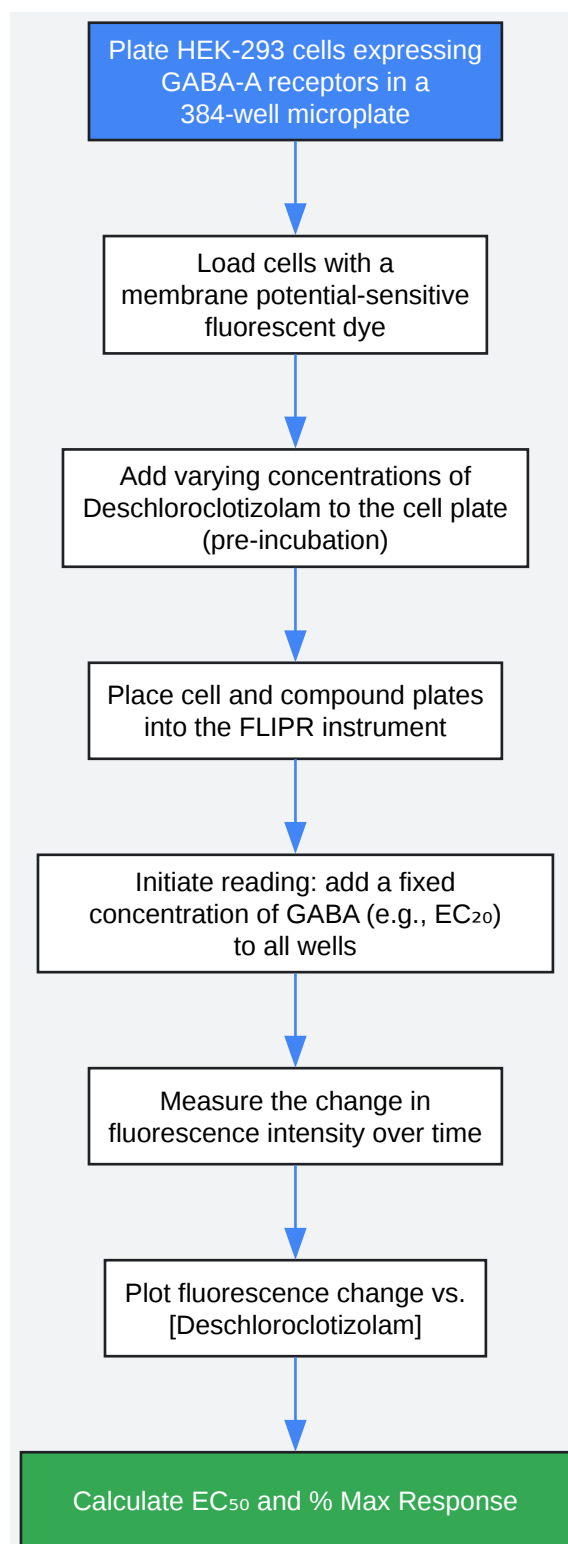 Plate HEK-293 cells expressing
GABA-A receptors in a
384-well microplate
Load cells with a
membrane potential-sensitive
fluorescent dye
Add varying concentrations of
Deschloroclotizolam to the cell plate
(pre-incubation)
Place cell and compound plates
into the FLIPR instrument
Initiate reading: add a fixed
concentration of GABA (e.g., EC₂₀)
to all wells
Measure the change in
fluorescence intensity over time
Plot fluorescence change vs.
[Deschloroclotizolam]
Calculate EC₅₀ and % Max Response